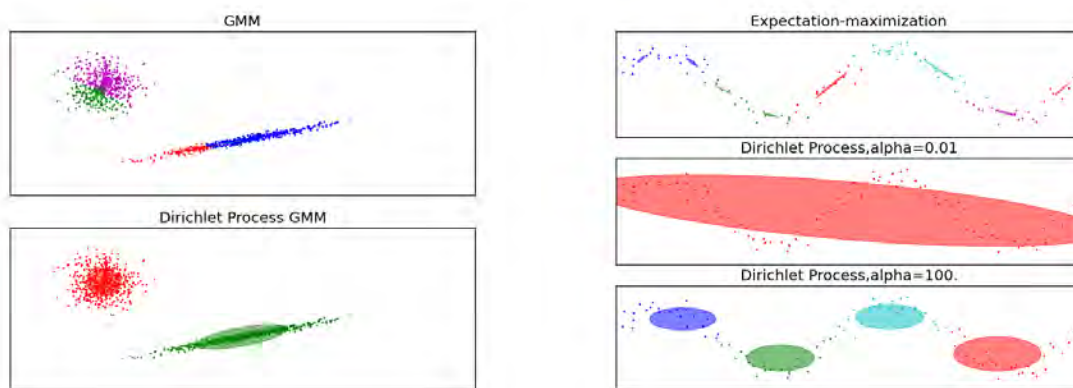 GMM
Dirichlet Process GMM
Expectation-maximization
Dirichlet Process,alpha=0.01
Dirichlet Process,alpha=100.